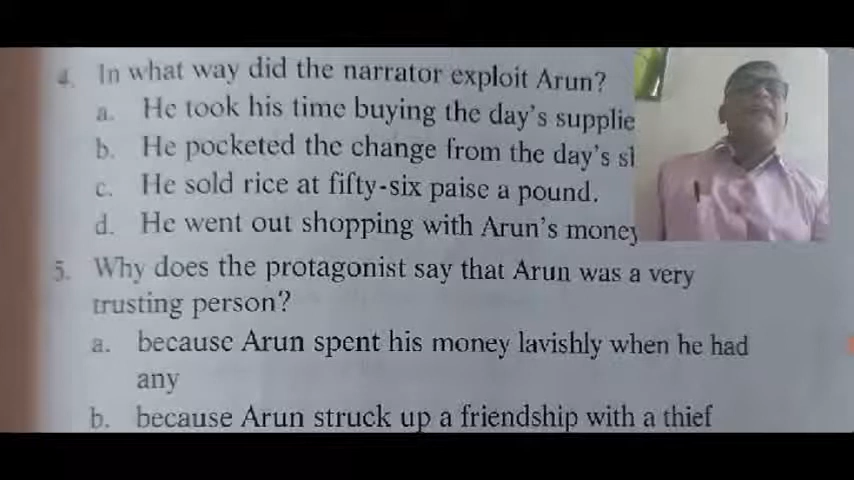 4. In what way did the narrator exploit Arun?
a. He took his time buying the day's
b. He pocketed the change from the day's
c. He sold rice at fifty-six paise a pound.
d. He went out shopping with Arun's money
5. Why does the protagonist say that Arun was a very
trusting person?
a. because Arun spent his money lavishly when he had
any
b. because Arun struck up a friendship with a thief